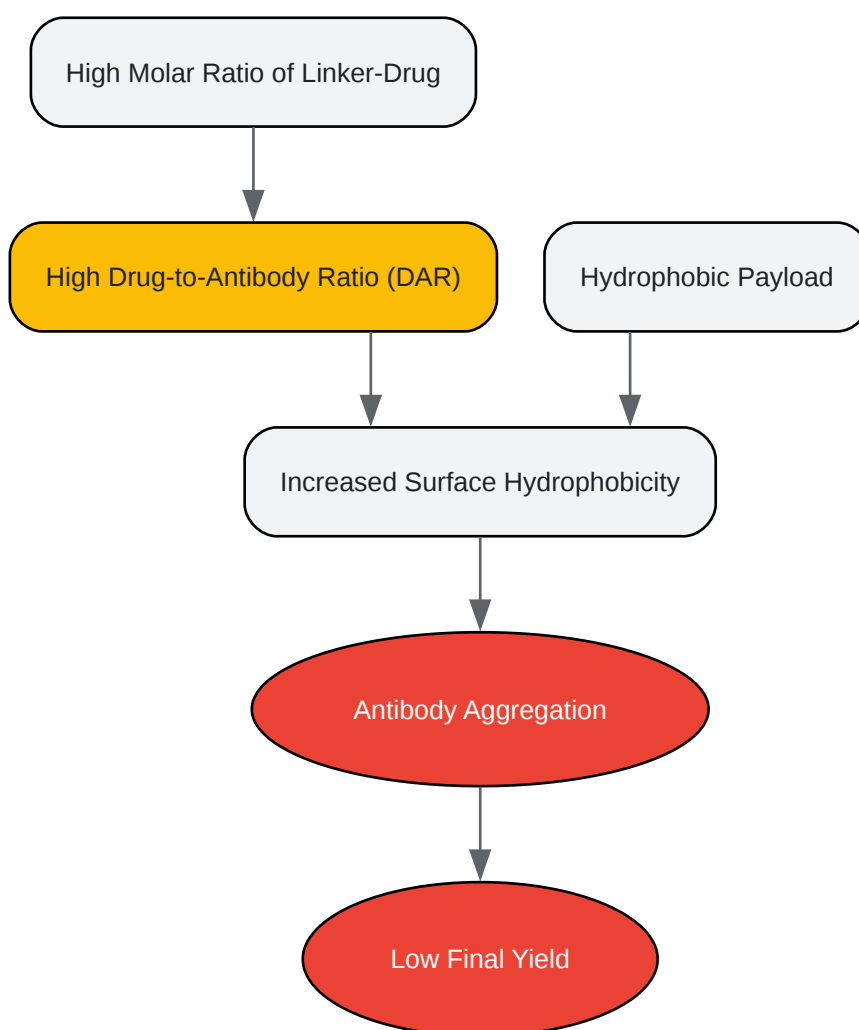 High Molar Ratio of Linker-Drug
High Drug-to-Antibody Ratio (DAR)
Hydrophobic Payload
Increased Surface Hydrophobicity
Antibody Aggregation
Low Final Yield